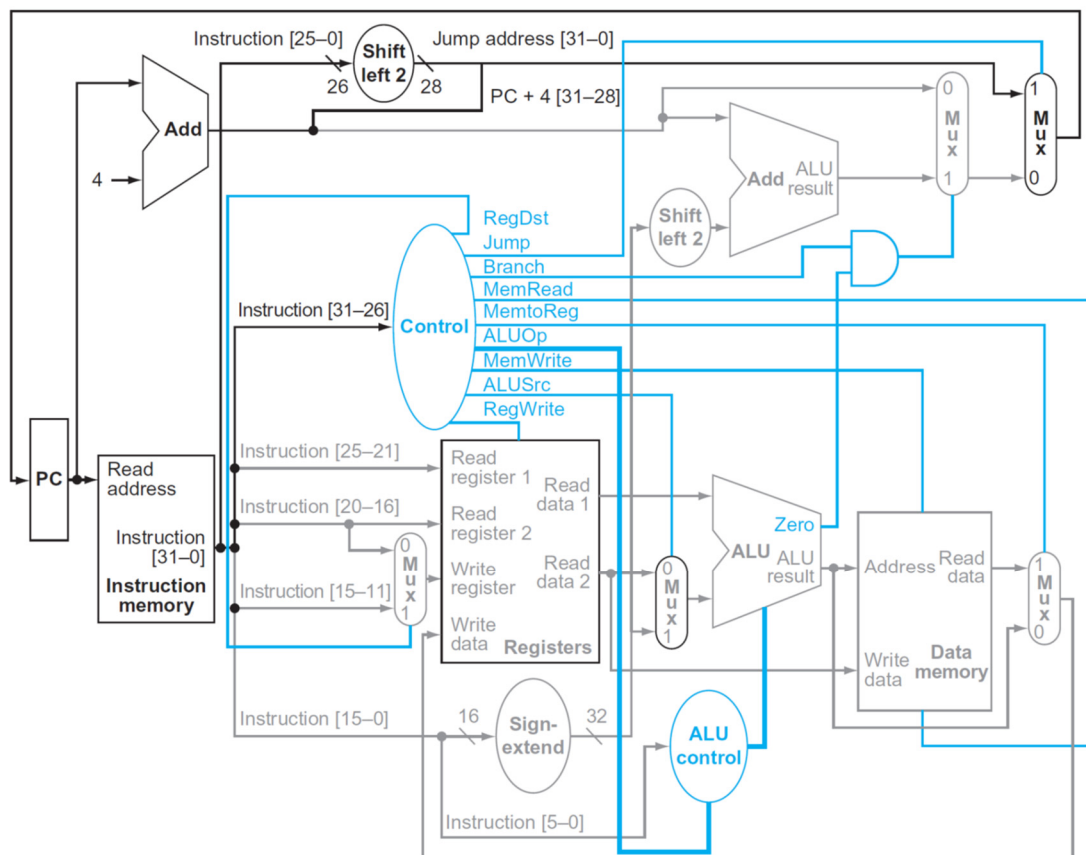 Instruction [25–0]
Shift
left 2
Jump address [31–0]
26
28
PC + 4 [31–28]
Add
4
0
M
u
x
1
1
M
u
x
0
Add
ALU
result
Shift
left 2
RegDst
Jump
Branch
MemRead
MemtoReg
ALUOp
MemWrite
ALUSrc
RegWrite
Instruction [31–26]
Control
PC
Read
address
Instruction
[31–0]
Instruction
memory
Instruction [25–21]
Instruction [20–16]
Instruction [15–11]
0
M
u
x
1
Read
register 1
Read
register 2
Write
register
Write
data
Read
data 1
Read
data 2
Registers
0
M
u
x
1
Zero
ALU
ALU
result
Address
Read
data
Write
data
Data
memory
1
M
u
x
0
Instruction [15–0]
16
Sign-
extend
32
ALU
control
Instruction [5–0]